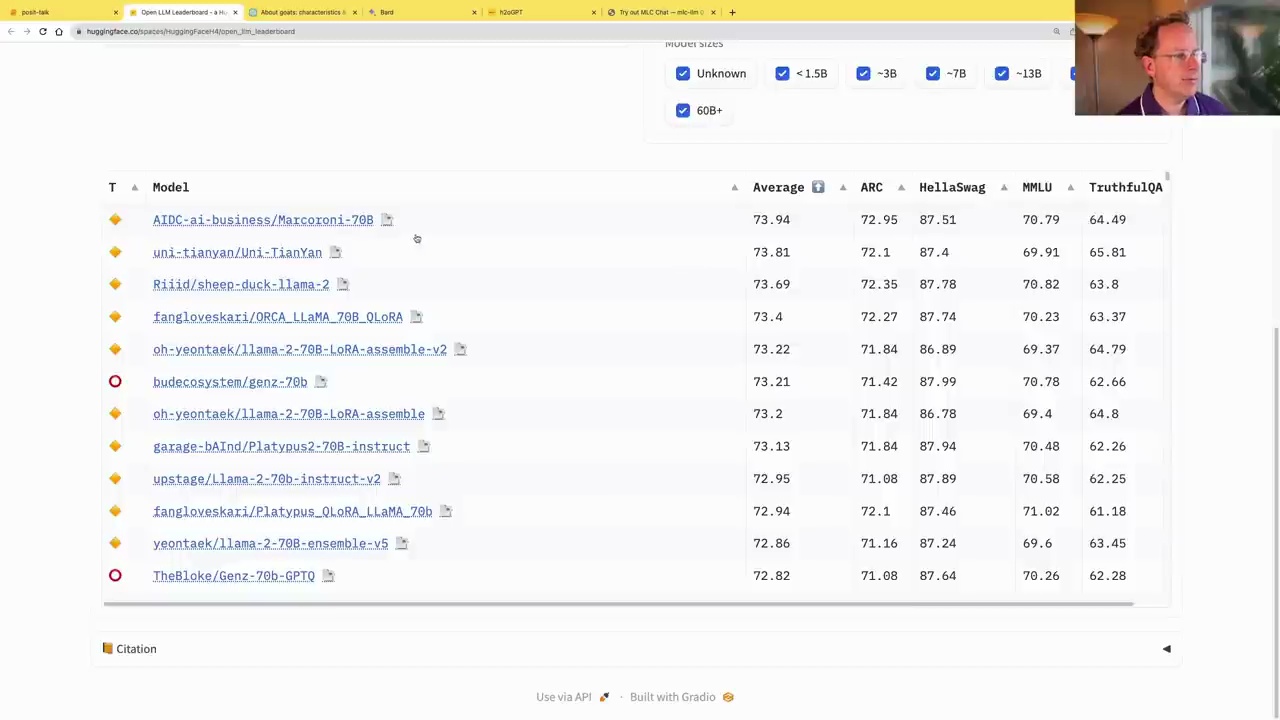 posit-talk
Open LLM Leaderboard - a Hu
About goats: characteristics &
Bard
h2oGPT
Try out MLC Chat — mlc-llm 0
huggingface.co/spaces/HuggingFaceH4/open_llm_leaderboard
Model sizes
Unknown < 1.5B ~3B ~7B ~13B
60B+
T Model Average ARC HellaSwag MMLU TruthfulQA
AIDC-ai-business/Marcoroni-70B 73.94 72.95 87.51 70.79 64.49
uni-tianyan/Uni-TianYan 73.81 72.1 87.4 69.91 65.81
Riiid/sheep-duck-llama-2 73.69 72.35 87.78 70.82 63.8
fangloveskari/ORCA_LLaMA_70B_QLoRA 73.4 72.27 87.74 70.23 63.37
oh-yeontaek/llama-2-70B-LoRA-assemble-v2 73.22 71.84 86.89 69.37 64.79
budecosystem/genz-70b 73.21 71.42 87.99 70.78 62.66
oh-yeontaek/llama-2-70B-LoRA-assemble 73.2 71.84 86.78 69.4 64.8
garage-bAInd/Platypus2-70B-instruct 73.13 71.84 87.94 70.48 62.26
upstage/Llama-2-70b-instruct-v2 72.95 71.08 87.89 70.58 62.25
fangloveskari/Platypus_QLoRA_LLaMA_70b 72.94 72.1 87.46 71.02 61.18
yeontaek/llama-2-70B-ensemble-v5 72.86 71.16 87.24 69.6 63.45
TheBloke/Genz-70b-GPTQ 72.82 71.08 87.64 70.26 62.28
Citation
Use via API · Built with Gradio